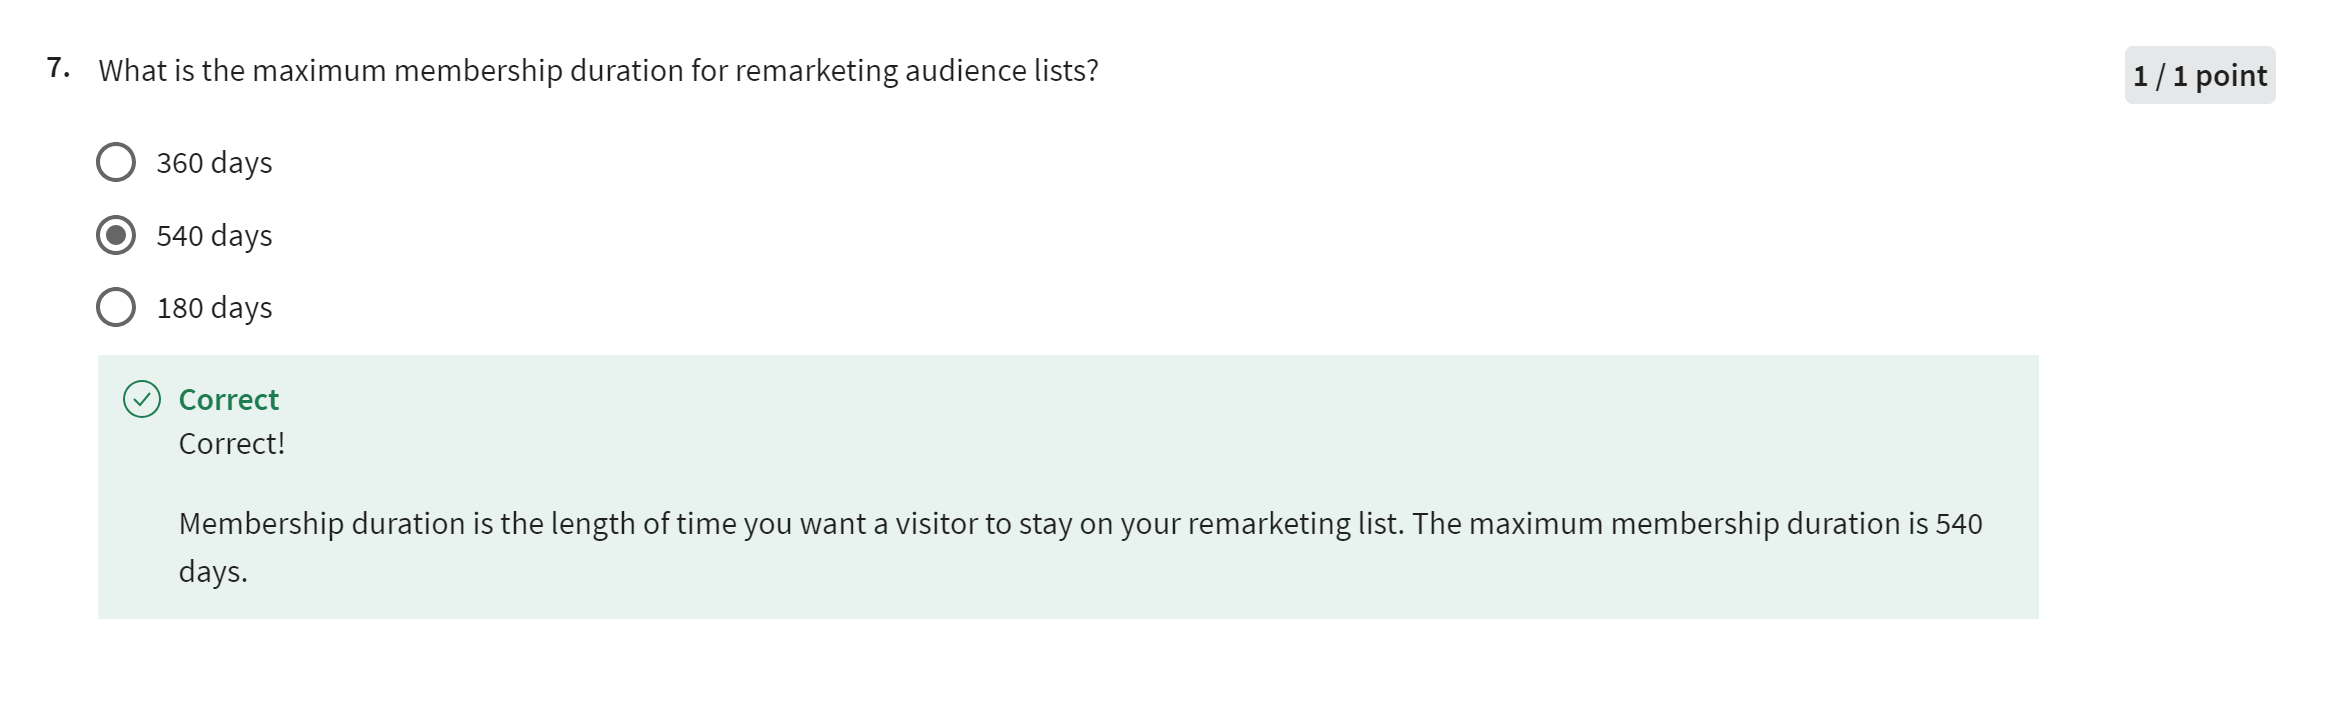 7. What is the maximum membership duration for remarketing audience lists?
1 / 1 point
360 days
540 days
180 days
Correct
Correct!
Membership duration is the length of time you want a visitor to stay on your remarketing list. The maximum membership duration is 540
days.